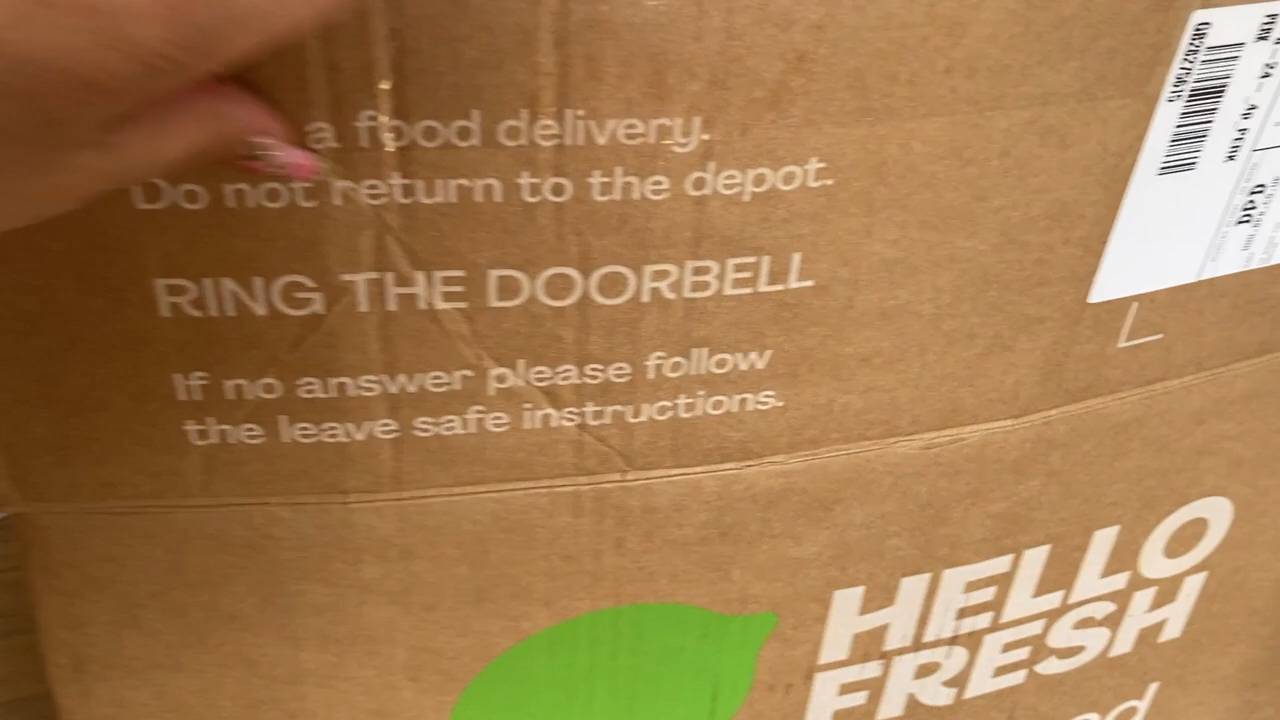 a food delivery.
Do not return to the depot.
RING THE DOORBELL
If no answer please follow
the leave safe instructions.
L
HELLO
FRESH